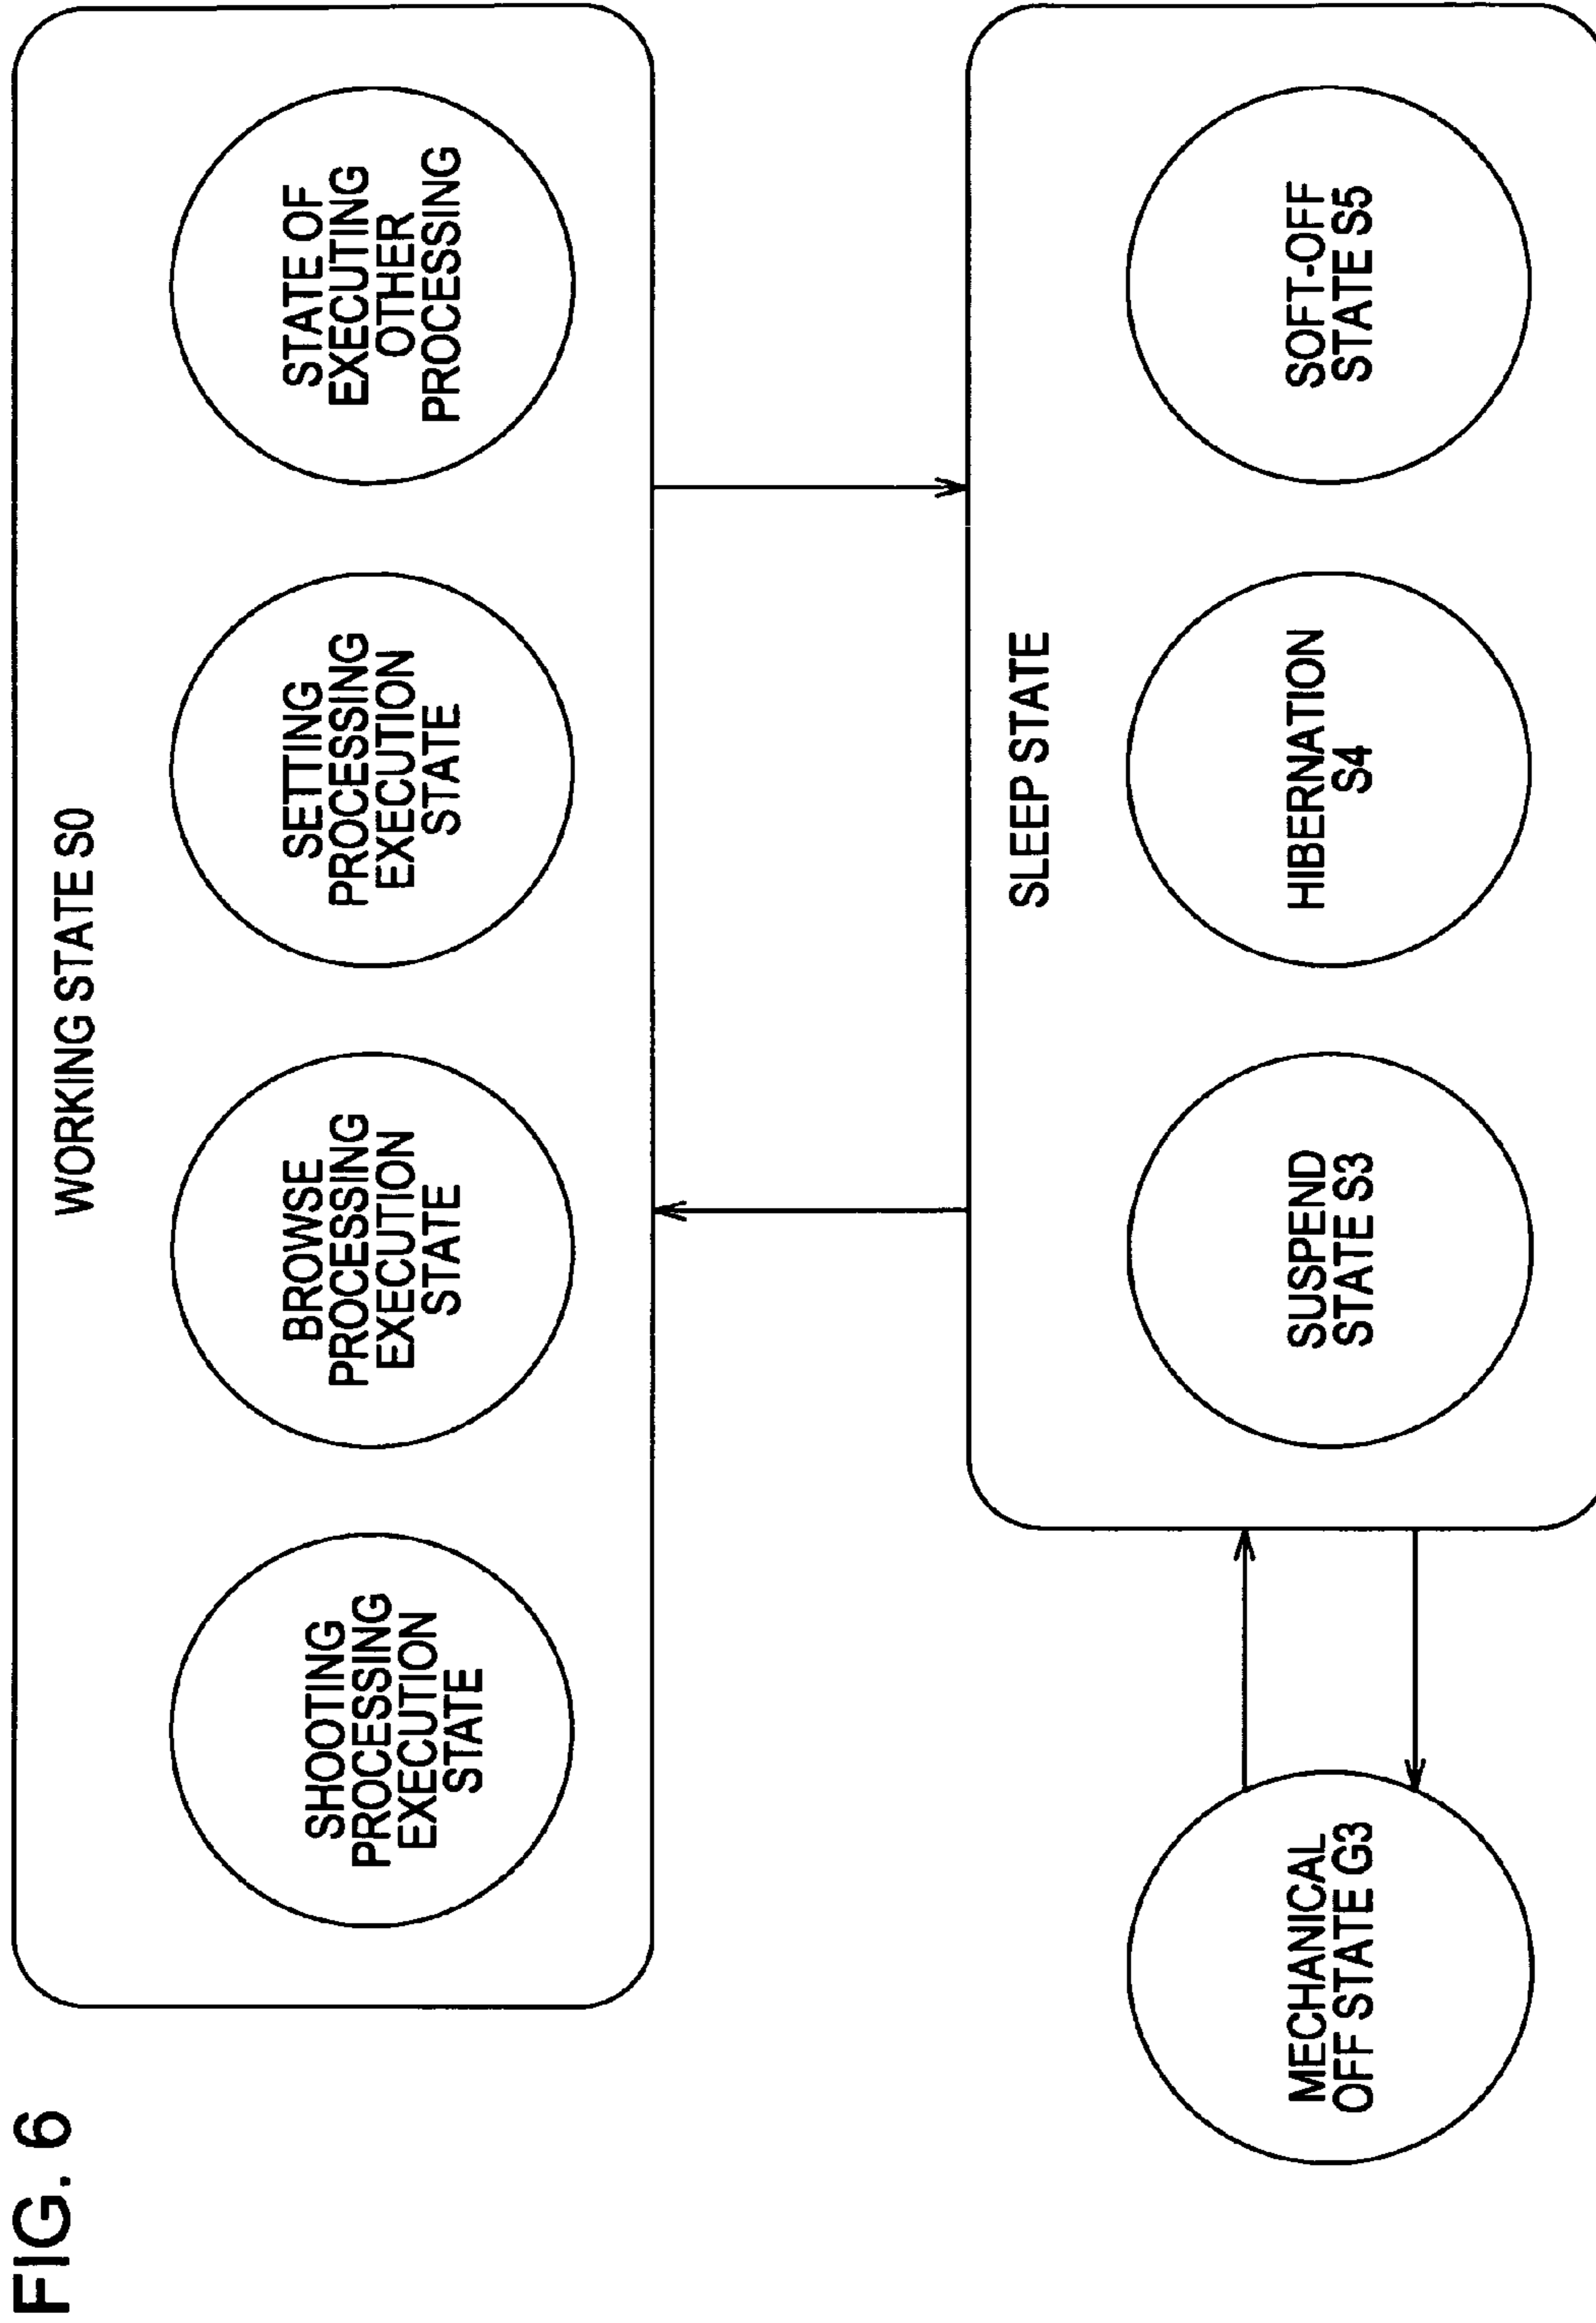 FIG. 6
WORKING STATE S0
SHOOTING
PROCESSING
EXECUTION
STATE
BROWSE
PROCESSING
EXECUTION
STATE
SETTING
PROCESSING
EXECUTION
STATE
STATE OF
EXECUTING
OTHER
PROCESSING
SLEEP STATE
MECHANICAL
OFF STATE G3
SUSPEND
STATE S3
HIBERNATION
S4
SOFT-OFF
STATE S5